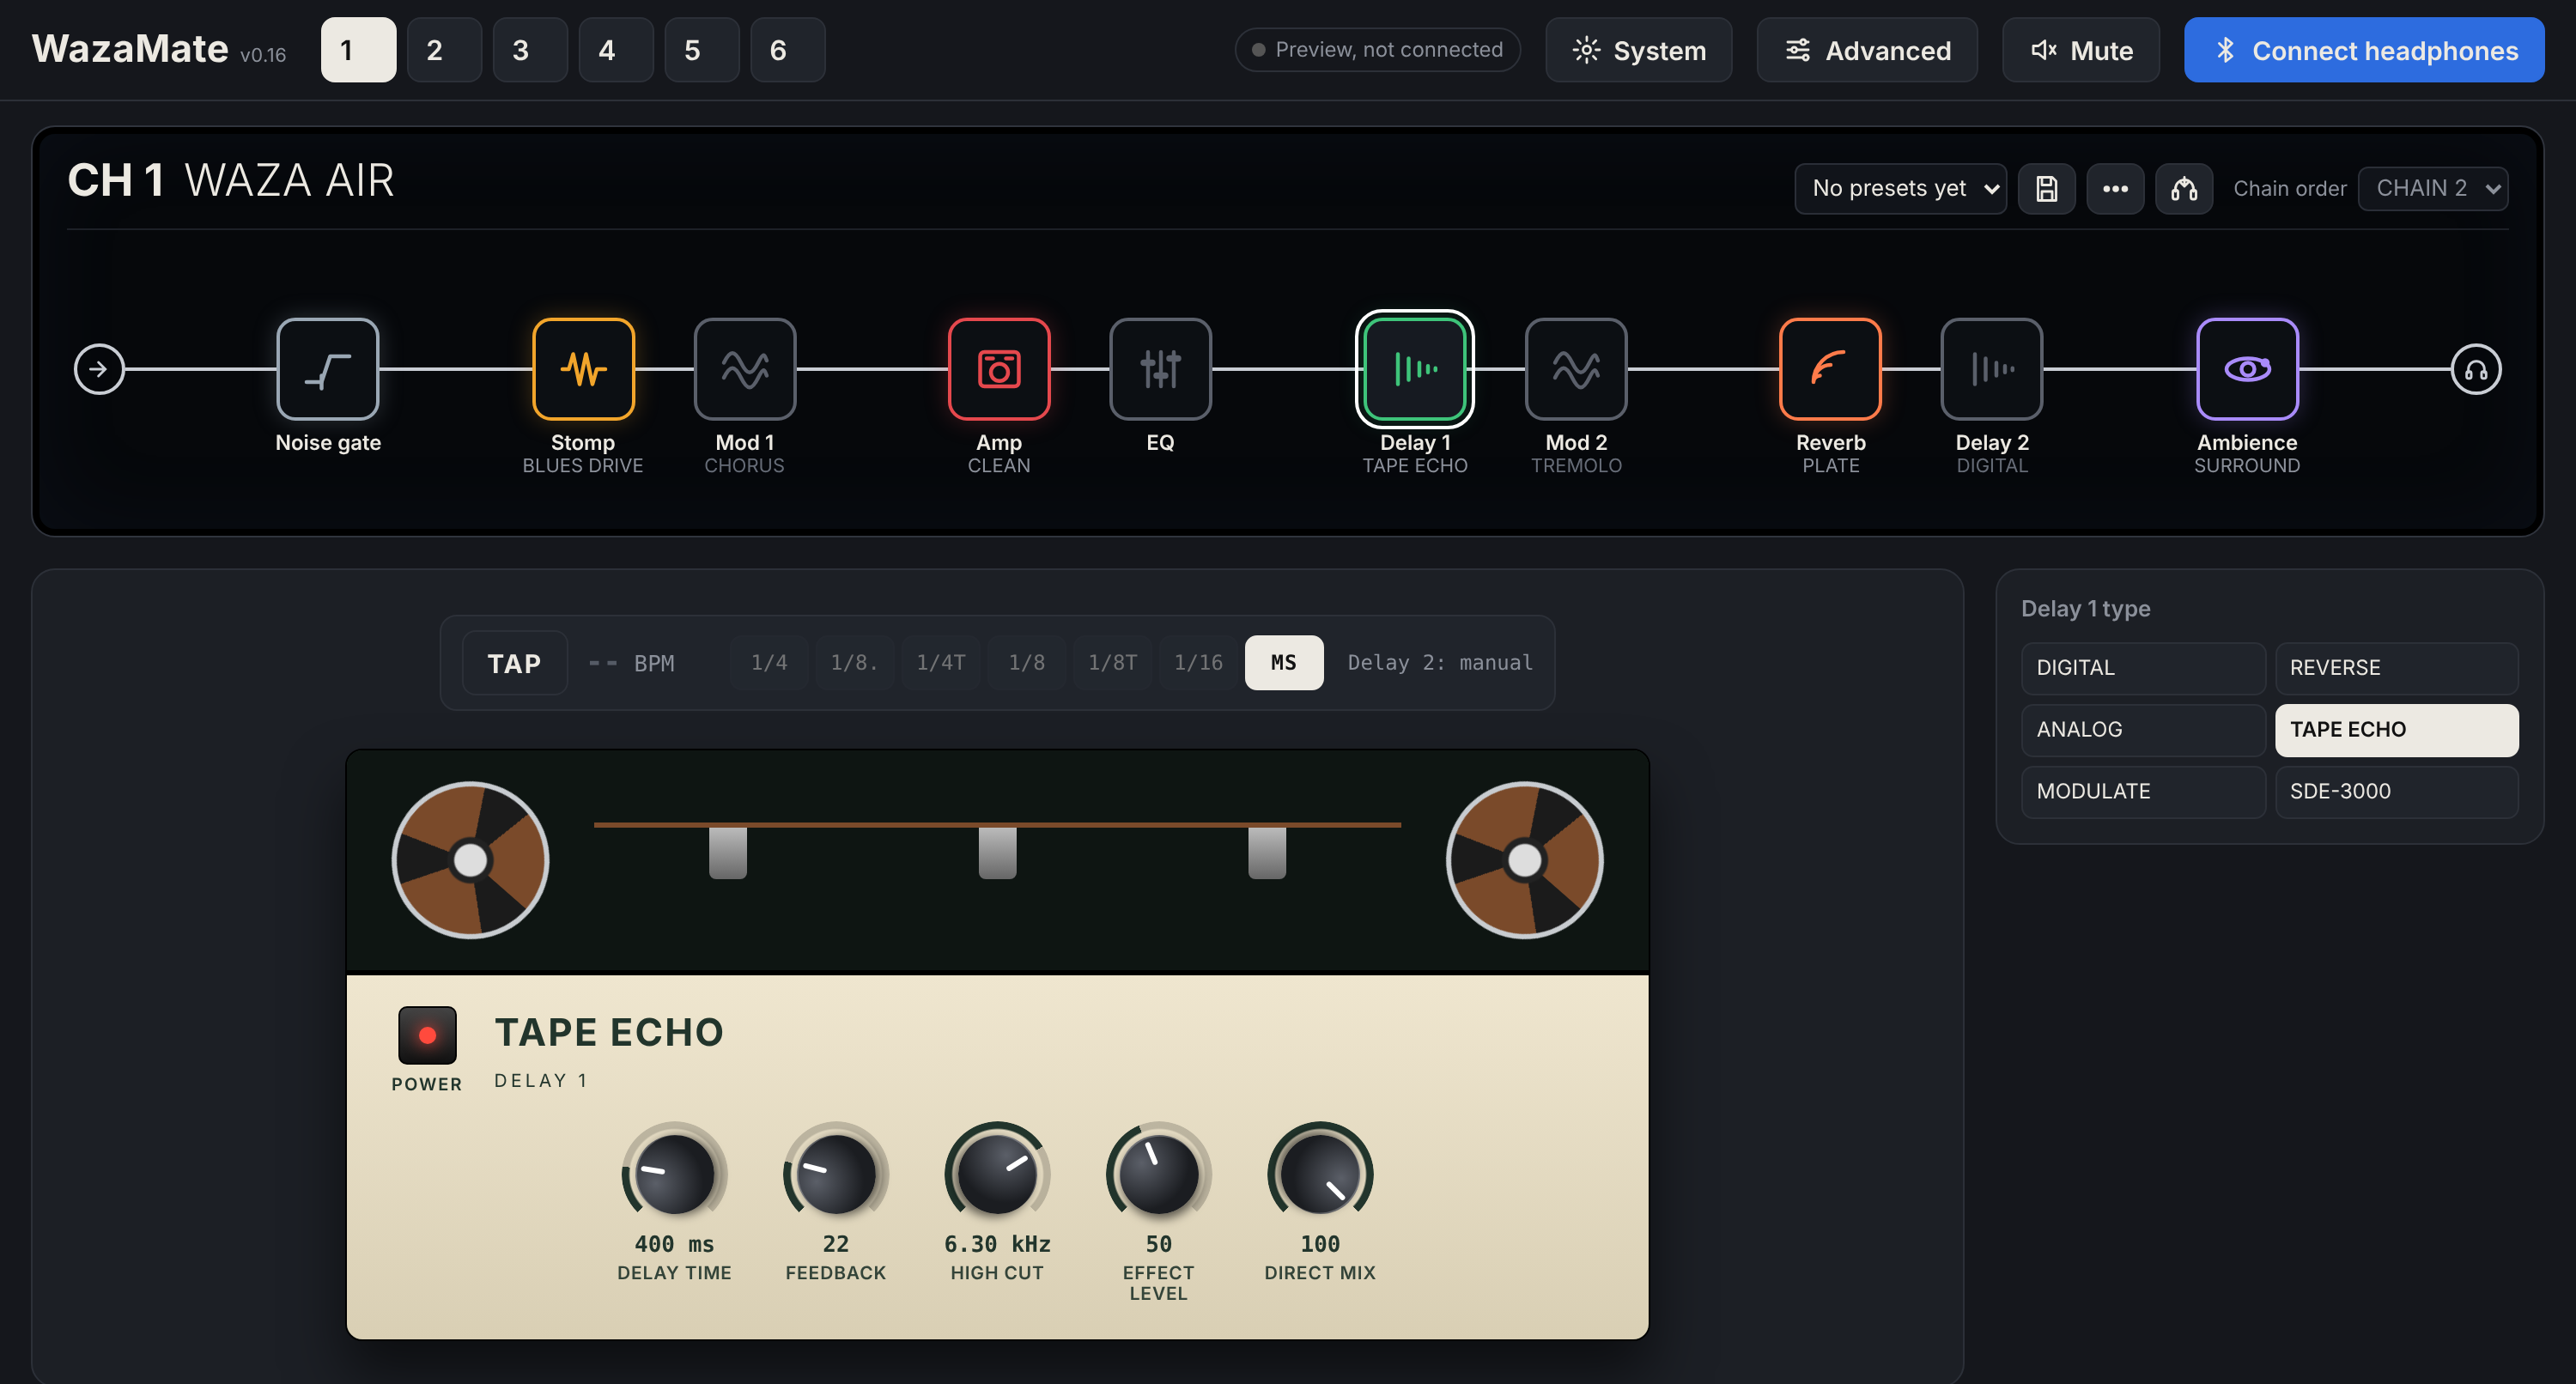 WazaMate v0.16
1 2 3 4 5 6
Preview, not connected
System
Advanced
Mute
Connect headphones
CH 1 WAZA AIR
No presets yet
Chain order
CHAIN 2
Noise gate
Stomp
BLUES DRIVE
Mod 1
CHORUS
Amp
CLEAN
EQ
Delay 1
TAPE ECHO
Mod 2
TREMOLO
Reverb
PLATE
Delay 2
DIGITAL
Ambience
SURROUND
TAP -- BPM 1/4 1/8. 1/4T 1/8 1/8T 1/16 MS Delay 2: manual
TAPE ECHO
POWER
DELAY 1
400 ms
DELAY TIME
22
FEEDBACK
6.30 kHz
HIGH CUT
50
EFFECT
LEVEL
100
DIRECT MIX
Delay 1 type
DIGITAL
REVERSE
ANALOG
TAPE ECHO
MODULATE
SDE-3000